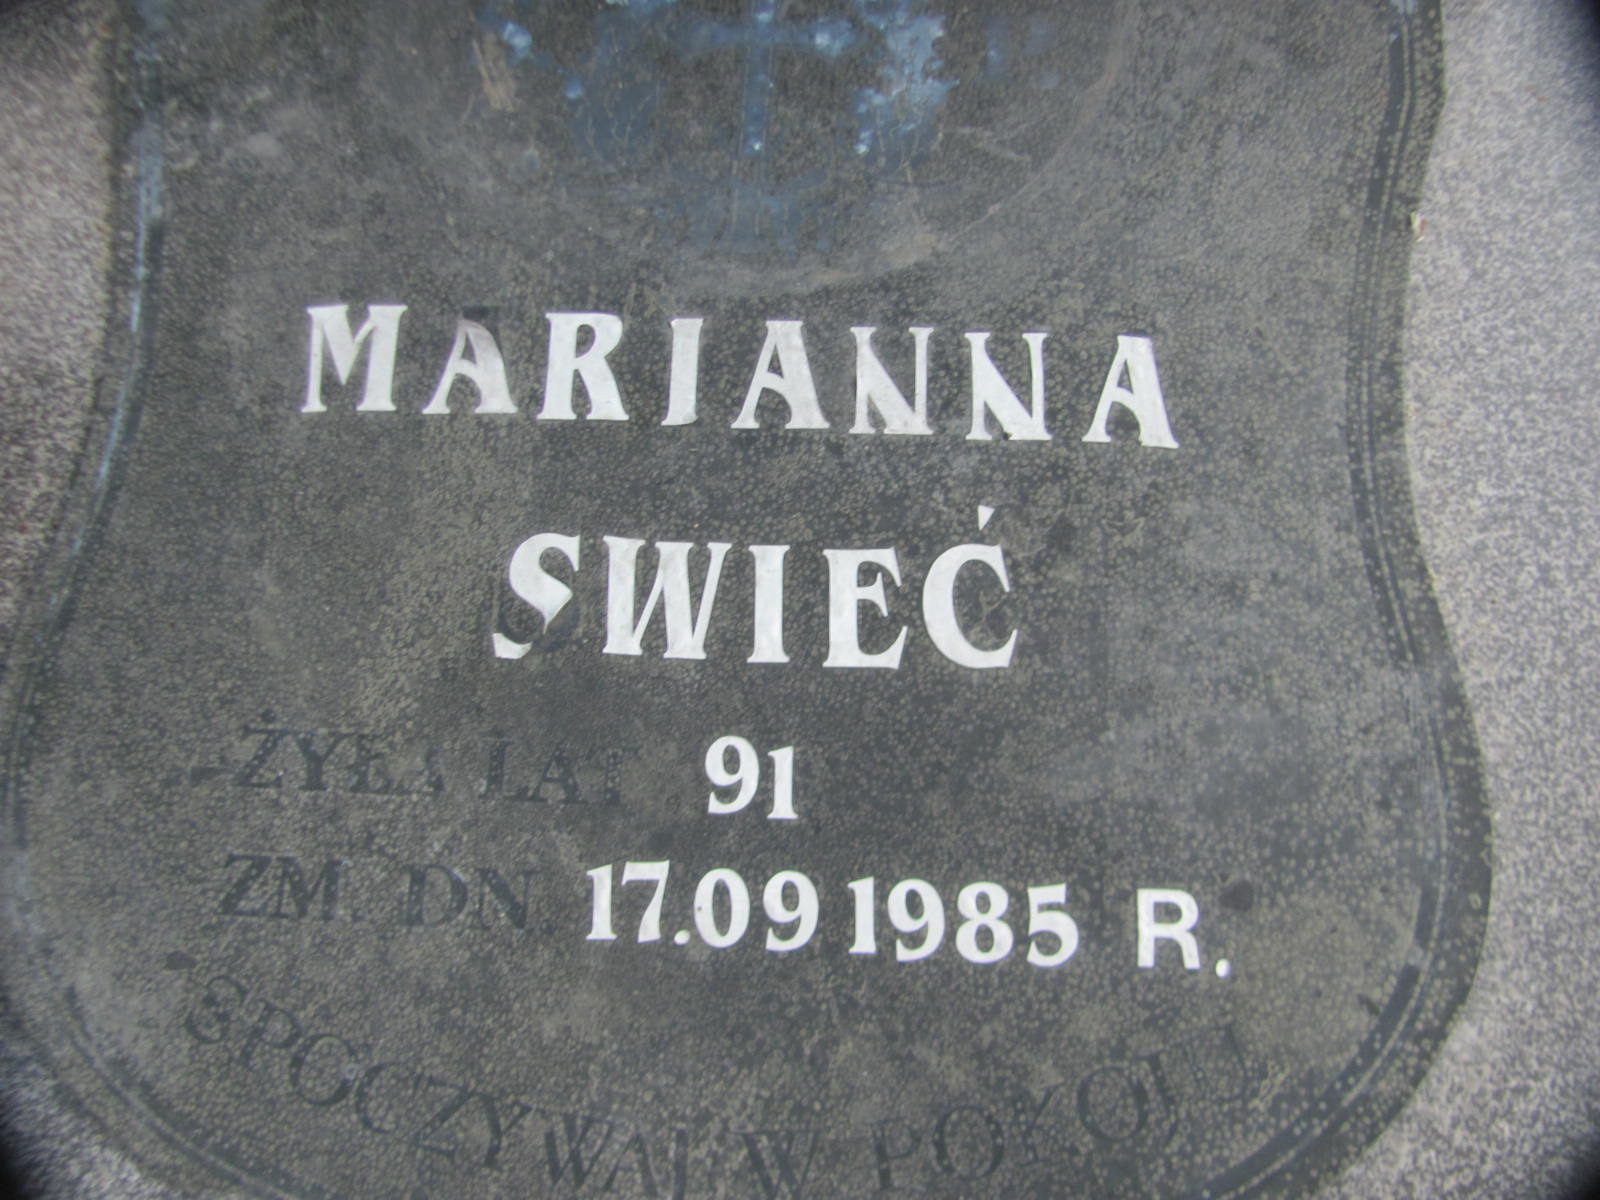 MARIANNA
SWIEĆ
ŻYŁA LAT 91
ZM. DN 17.09 1985 R.
SPOCZYWAJ W POKOJU